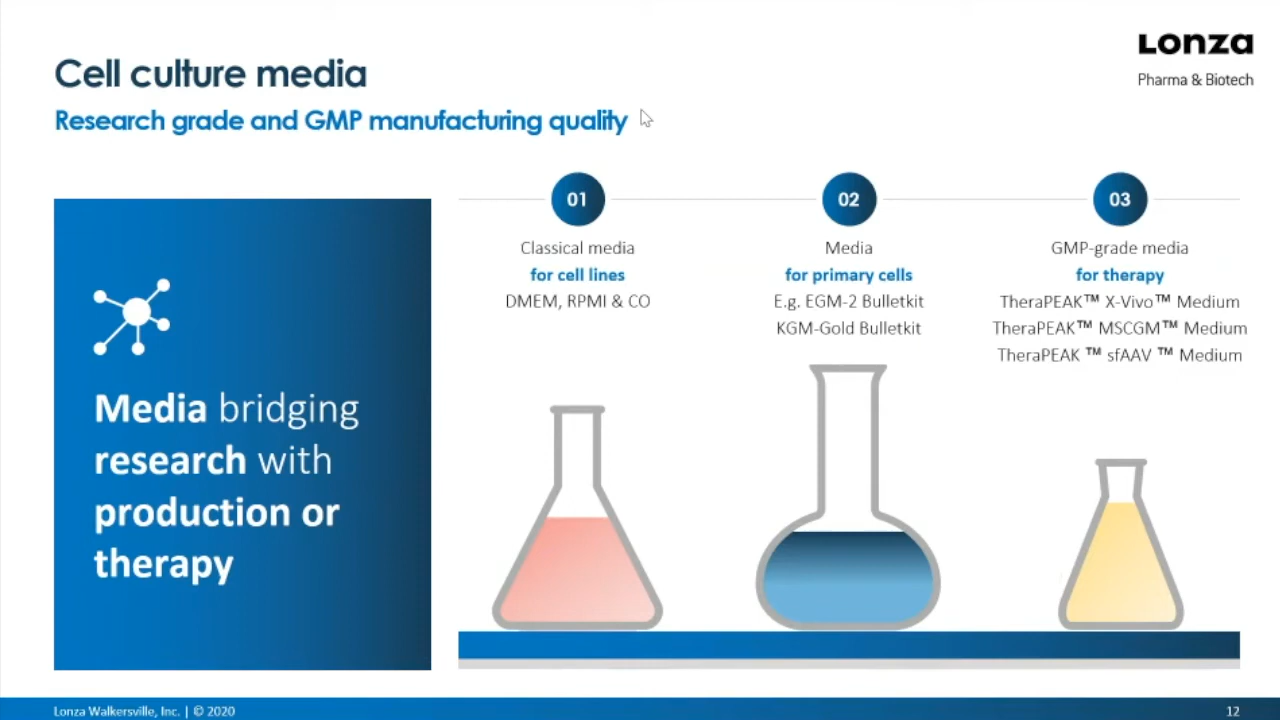 Lonza
Pharma & Biotech
Cell culture media
Research grade and GMP manufacturing quality
Media bridging
research with
production or
therapy
01
Classical media
for cell lines
DMEM, RPMI & CO
02
Media
for primary cells
E.g. EGM-2 Bulletkit
KGM-Gold Bulletkit
03
GMP-grade media
for therapy
TheraPEAK™ X-Vivo™ Medium
TheraPEAK™ MSCGM™ Medium
TheraPEAK ™ sfAAV ™ Medium
Lonza Walkersville, Inc. | © 2020
12